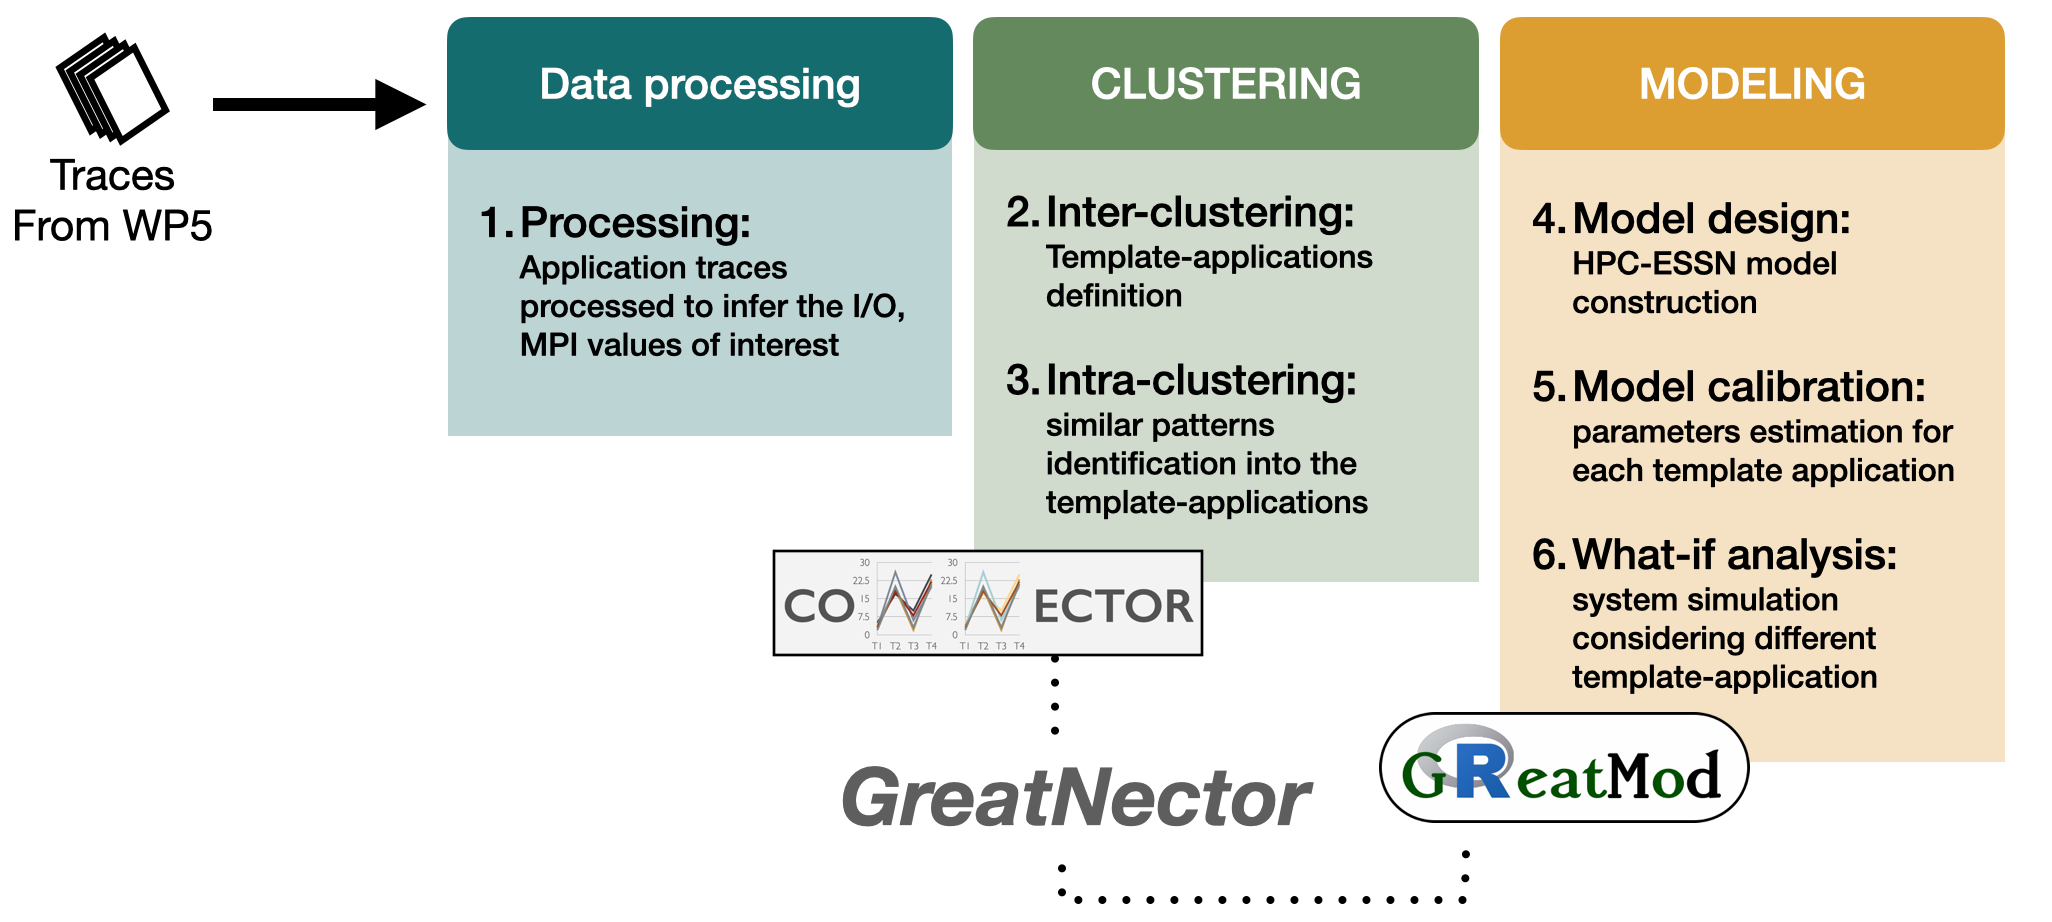 Traces
From WP5
Data processing
1. Processing:
Application traces
processed to infer the I/O,
MPI values of interest
CLUSTERING
2. Inter-clustering:
Template-applications
definition
3. Intra-clustering:
similar patterns
identification into the
template-applications
MODELING
4. Model design:
HPC-ESSN model
construction
5. Model calibration:
parameters estimation for
each template application
6. What-if analysis:
system simulation
considering different
template-application
CO ECTOR
30
22.5
15
7.5
0
T1 T2 T3 T4
30
22.5
15
7.5
0
T1 T2 T3 T4
GreatNector
GReatMod